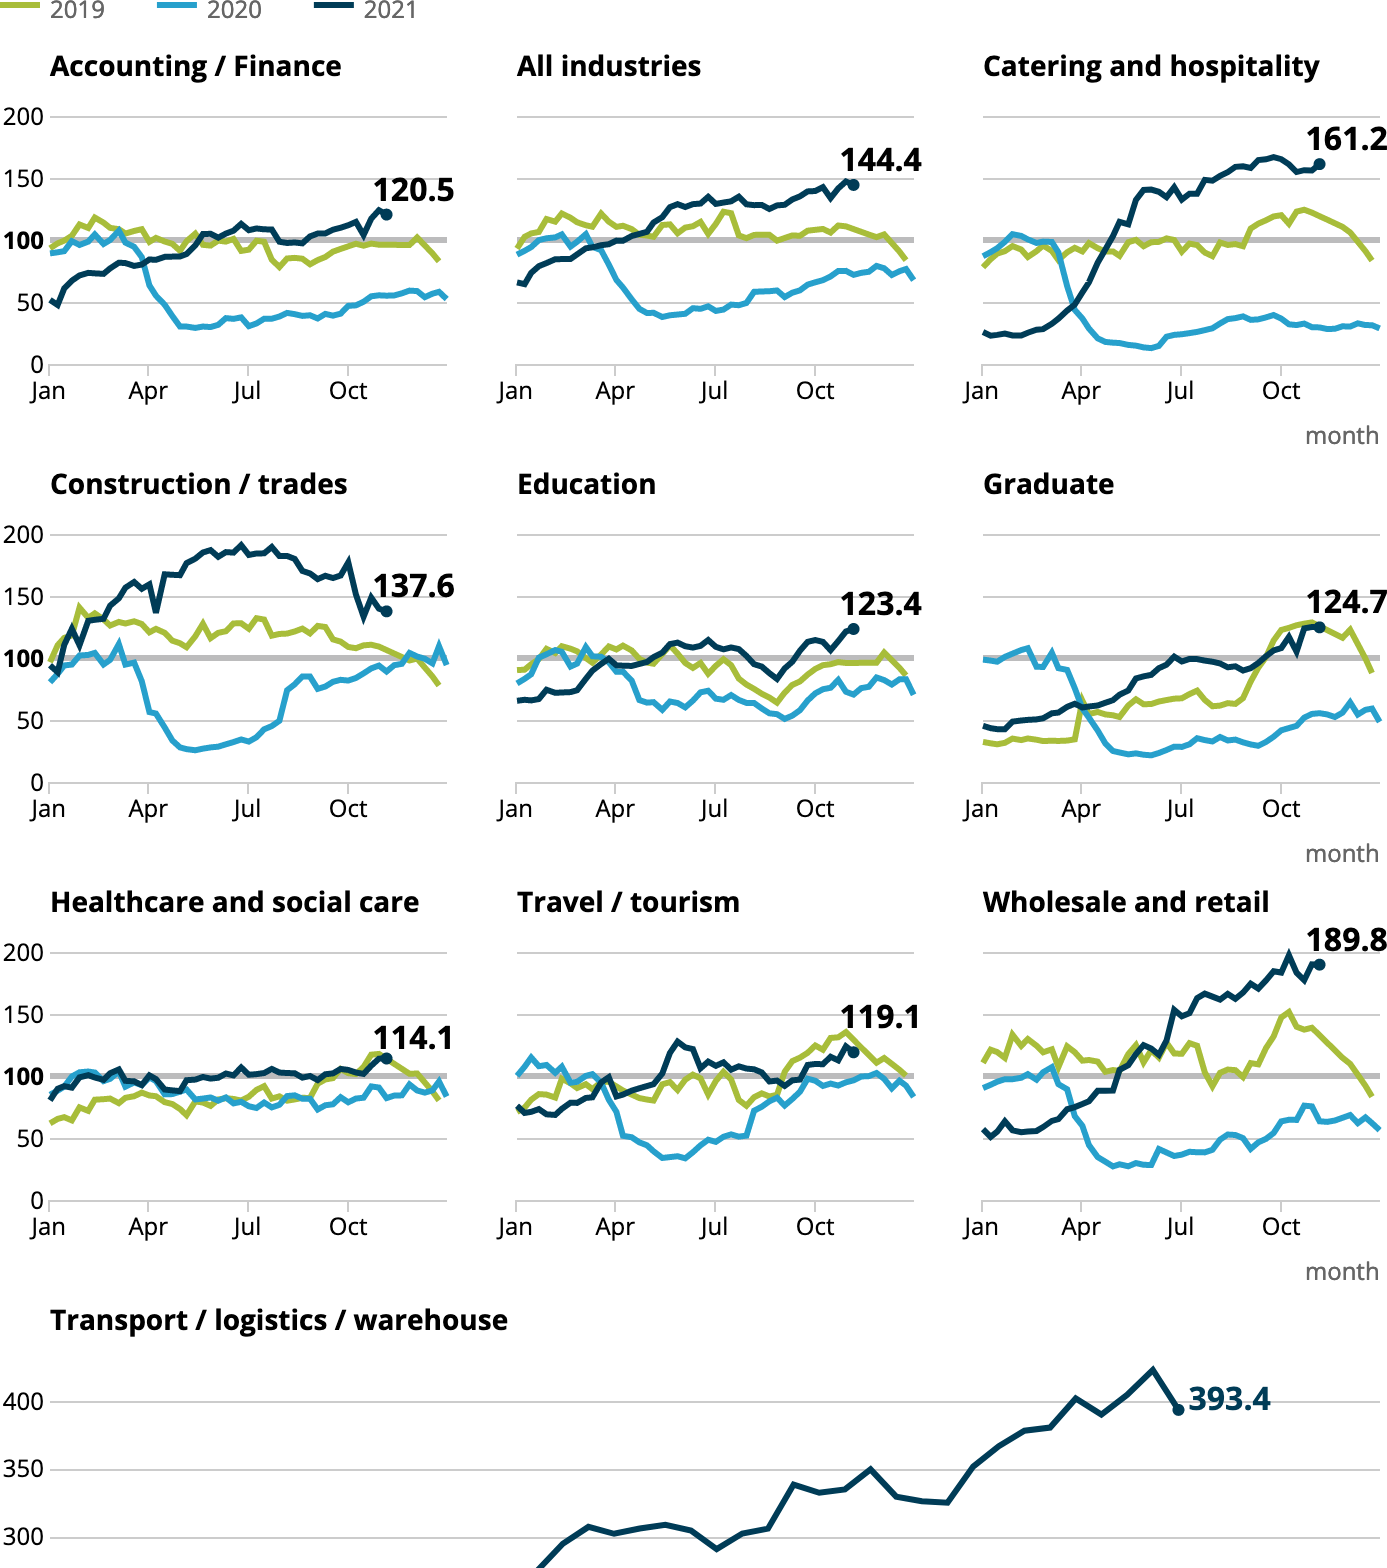 2019 2020 2021
Accounting / Finance All industries Catering and hospitality
200
161.2
144.4
150
120.5
100
50
0
Jan Apr Jul Oct Jan Apr Jul Oct Jan Apr Jul Oct
month
Construction / trades Education Graduate
200
150
137.6
123.4
124.7
100
50
0
Jan Apr Jul Oct Jan Apr Jul Oct Jan Apr Jul Oct
month
Healthcare and social care Travel / tourism Wholesale and retail
189.8
200
150
114.1
119.1
100
50
0
Jan Apr Jul Oct Jan Apr Jul Oct Jan Apr Jul Oct
month
Transport / logistics / warehouse
400
393.4
350
300